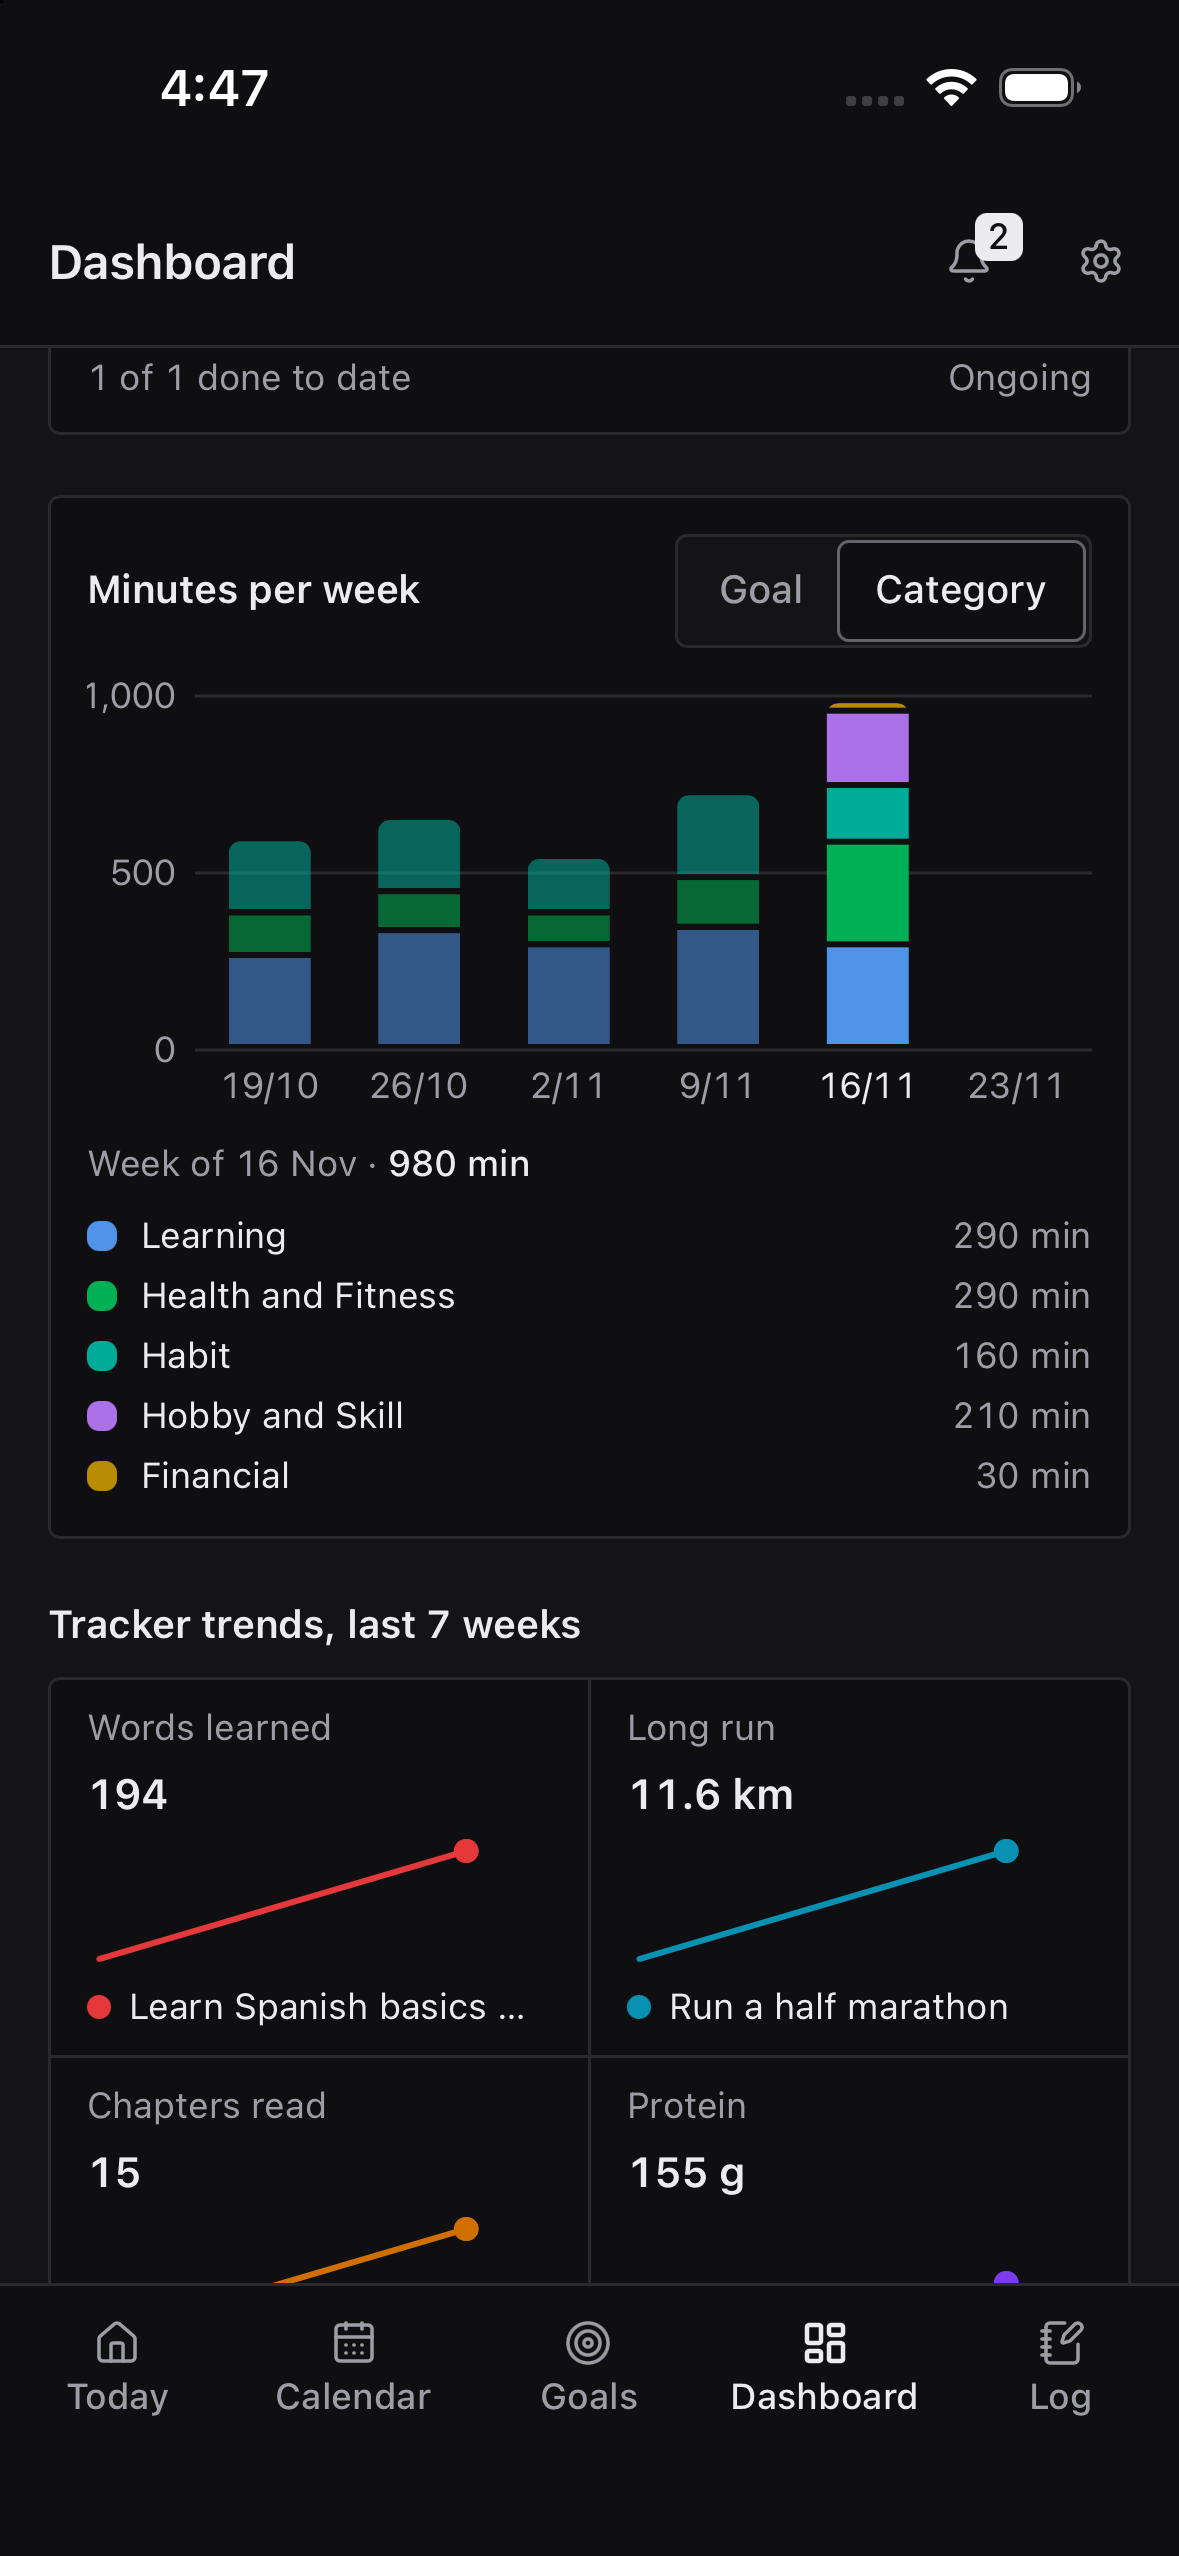 4:47
Dashboard
2
1 of 1 done to date
Ongoing
Minutes per week
Goal
Category
1,000
500
0
19/10
26/10
2/11
9/11
16/11
23/11
Week of 16 Nov · 980 min
Learning
290 min
Health and Fitness
290 min
Habit
160 min
Hobby and Skill
210 min
Financial
30 min
Tracker trends, last 7 weeks
Words learned
194
Learn Spanish basics ...
Long run
11.6 km
Run a half marathon
Chapters read
15
Protein
155 g
Today
Calendar
Goals
Dashboard
Log